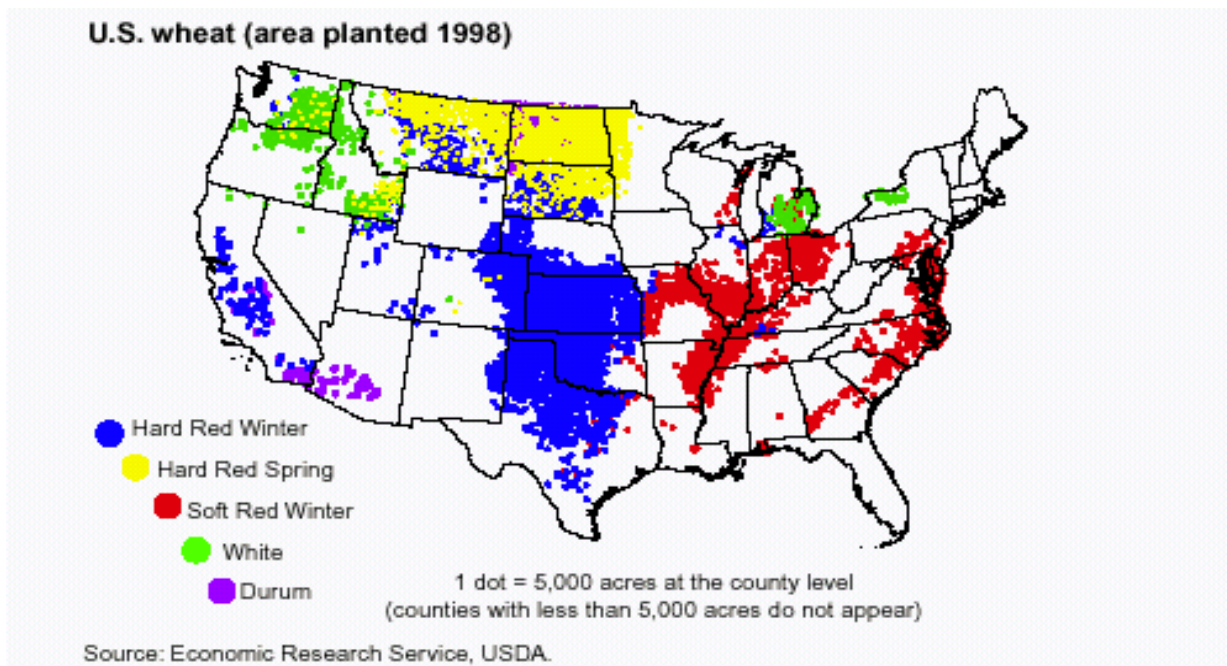 U.S. wheat (area planted 1998)
Hard Red Winter
Hard Red Spring
Soft Red Winter
White
Durum
1 dot = 5,000 acres at the county level
(counties with less than 5,000 acres do not appear)
Source: Economic Research Service, USDA.